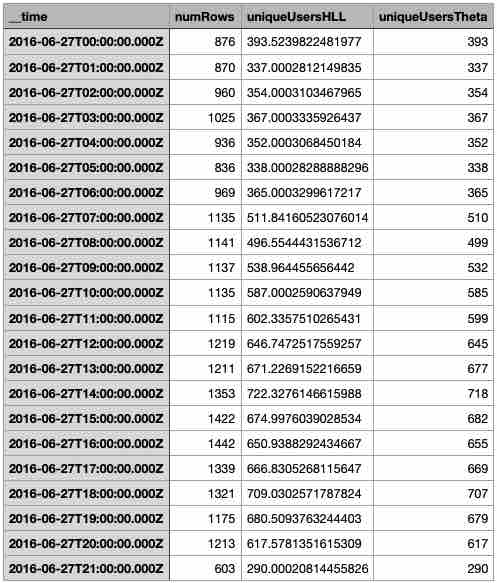 __time numRows uniqueUsersHLL uniqueUsersTheta
2016-06-27T00:00:00.000Z 876 393.5239822481977 393
2016-06-27T01:00:00.000Z 870 337.0002812149835 337
2016-06-27T02:00:00.000Z 960 354.0003103467965 354
2016-06-27T03:00:00.000Z 1025 367.0003335926437 367
2016-06-27T04:00:00.000Z 936 352.0003068450184 352
2016-06-27T05:00:00.000Z 836 338.00028288888296 338
2016-06-27T06:00:00.000Z 969 365.0003299617217 365
2016-06-27T07:00:00.000Z 1135 511.84160523076014 510
2016-06-27T08:00:00.000Z 1141 496.5544431536712 499
2016-06-27T09:00:00.000Z 1137 538.964455656442 532
2016-06-27T10:00:00.000Z 1135 587.0002590637949 585
2016-06-27T11:00:00.000Z 1115 602.3357510265431 599
2016-06-27T12:00:00.000Z 1219 646.7472517559257 645
2016-06-27T13:00:00.000Z 1211 671.2269152216659 677
2016-06-27T14:00:00.000Z 1353 722.3276146615988 718
2016-06-27T15:00:00.000Z 1422 674.9976039028534 682
2016-06-27T16:00:00.000Z 1442 650.9388292434667 655
2016-06-27T17:00:00.000Z 1339 666.8305268115647 669
2016-06-27T18:00:00.000Z 1321 709.0302571787824 707
2016-06-27T19:00:00.000Z 1175 680.5093763244403 679
2016-06-27T20:00:00.000Z 1213 617.5781351615309 617
2016-06-27T21:00:00.000Z 603 290.00020814455826 290